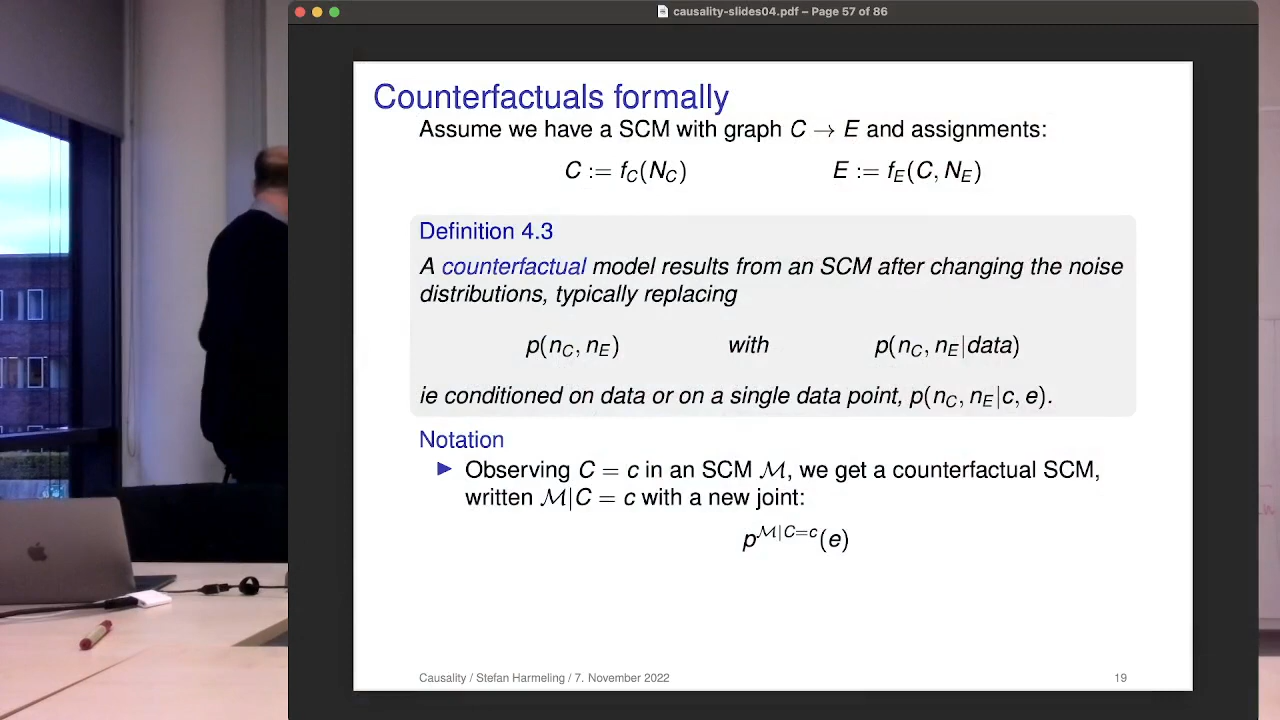 causality-slides04.pdf – Page 57 of 86
Counterfactuals formally
Assume we have a SCM with graph C → E and assignments:
C := f_C(N_C) E := f_E(C, N_E)
Definition 4.3
A counterfactual model results from an SCM after changing the noise
distributions, typically replacing
p(n_C, n_E) with p(n_C, n_E|data)
ie conditioned on data or on a single data point, p(n_C, n_E|c, e).
Notation
▶ Observing C = c in an SCM ℳ, we get a counterfactual SCM,
written ℳ|C = c with a new joint:
p^{ℳ|C=c}(e)
Causality / Stefan Harmeling / 7. November 2022 19